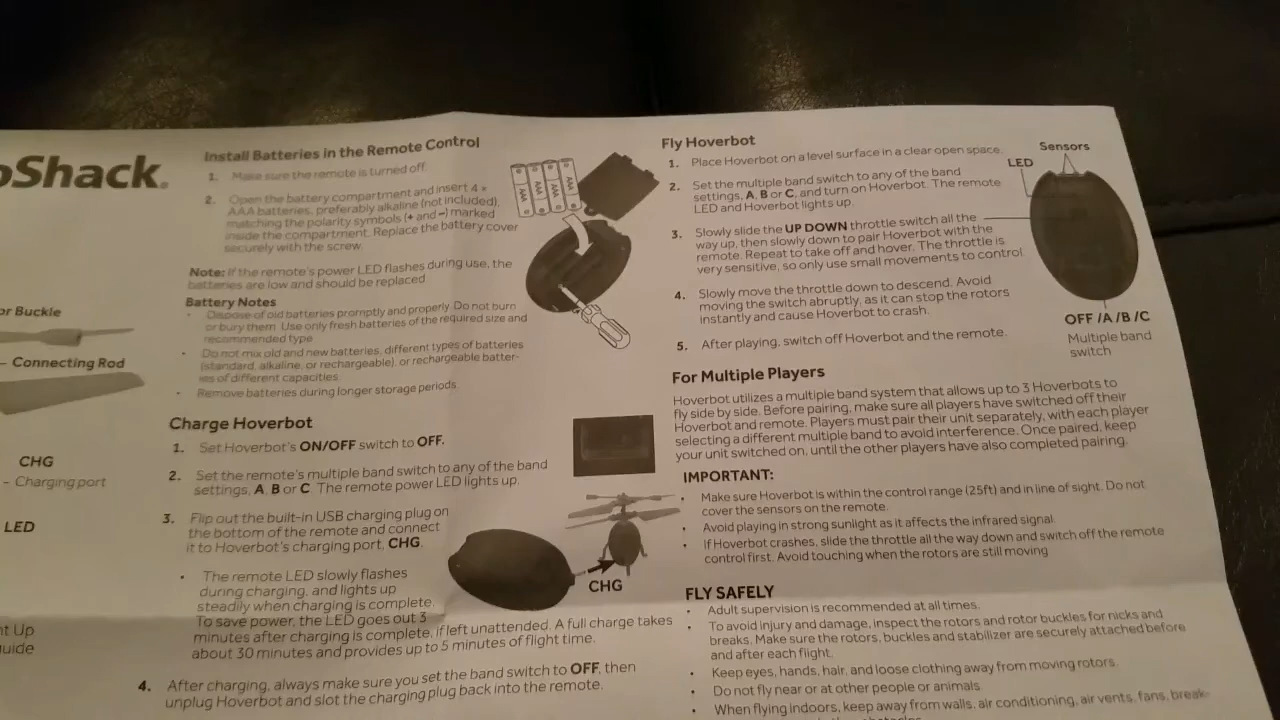 oShack.
or Buckle
– Connecting Rod
CHG
– Charging port
LED
nt Up
uide
Install Batteries in the Remote Control
1. Make sure the remote is turned off.
2. Open the battery compartment and insert 4 ×
AAA batteries, preferably alkaline (not included),
matching the polarity symbols (+ and –) marked
inside the compartment. Replace the battery cover
securely with the screw.
Note: If the remote's power LED flashes during use, the
batteries are low and should be replaced
Battery Notes
• Dispose of old batteries promptly and properly. Do not burn
or bury them. Use only fresh batteries of the required size and
recommended type
• Do not mix old and new batteries, different types of batteries
(standard, alkaline, or rechargeable), or rechargeable batter-
ies of different capacities.
• Remove batteries during longer storage periods.
AAA
AAA
AAA
AAA
Charge Hoverbot
1. Set Hoverbot's ON/OFF switch to OFF.
2. Set the remote's multiple band switch to any of the band
settings, A, B or C. The remote power LED lights up.
3. Flip out the built-in USB charging plug on
the bottom of the remote and connect
it to Hoverbot's charging port, CHG.
• The remote LED slowly flashes
during charging, and lights up
steadily when charging is complete.
To save power, the LED goes out 3
minutes after charging is complete, if left unattended. A full charge takes
about 30 minutes and provides up to 5 minutes of flight time.
CHG
4. After charging, always make sure you set the band switch to OFF, then
unplug Hoverbot and slot the charging plug back into the remote.
Fly Hoverbot
1. Place Hoverbot on a level surface in a clear open space.
2. Set the multiple band switch to any of the band
settings, A, B or C, and turn on Hoverbot. The remote
LED and Hoverbot lights up.
3. Slowly slide the UP DOWN throttle switch all the
way up, then slowly down to pair Hoverbot with the
remote. Repeat to take off and hover. The throttle is
very sensitive, so only use small movements to control
4. Slowly move the throttle down to descend. Avoid
moving the switch abruptly, as it can stop the rotors
instantly and cause Hoverbot to crash.
5. After playing, switch off Hoverbot and the remote.
Sensors
LED
OFF /A /B /C
Multiple band
switch
For Multiple Players
Hoverbot utilizes a multiple band system that allows up to 3 Hoverbots to
fly side by side. Before pairing, make sure all players have switched off their
Hoverbot and remote. Players must pair their unit separately, with each player
selecting a different multiple band to avoid interference. Once paired, keep
your unit switched on, until the other players have also completed pairing.
IMPORTANT:
• Make sure Hoverbot is within the control range (25ft) and in line of sight. Do not
cover the sensors on the remote.
• Avoid playing in strong sunlight as it affects the infrared signal
• If Hoverbot crashes, slide the throttle all the way down and switch off the remote
control first. Avoid touching when the rotors are still moving
FLY SAFELY
• Adult supervision is recommended at all times.
• To avoid injury and damage, inspect the rotors and rotor buckles for nicks and
breaks. Make sure the rotors, buckles and stabilizer are securely attached before
and after each flight.
• Keep eyes, hands, hair, and loose clothing away from moving rotors.
• Do not fly near or at other people or animals
• When flying indoors, keep away from walls, air conditioning, air vents, fans, break-